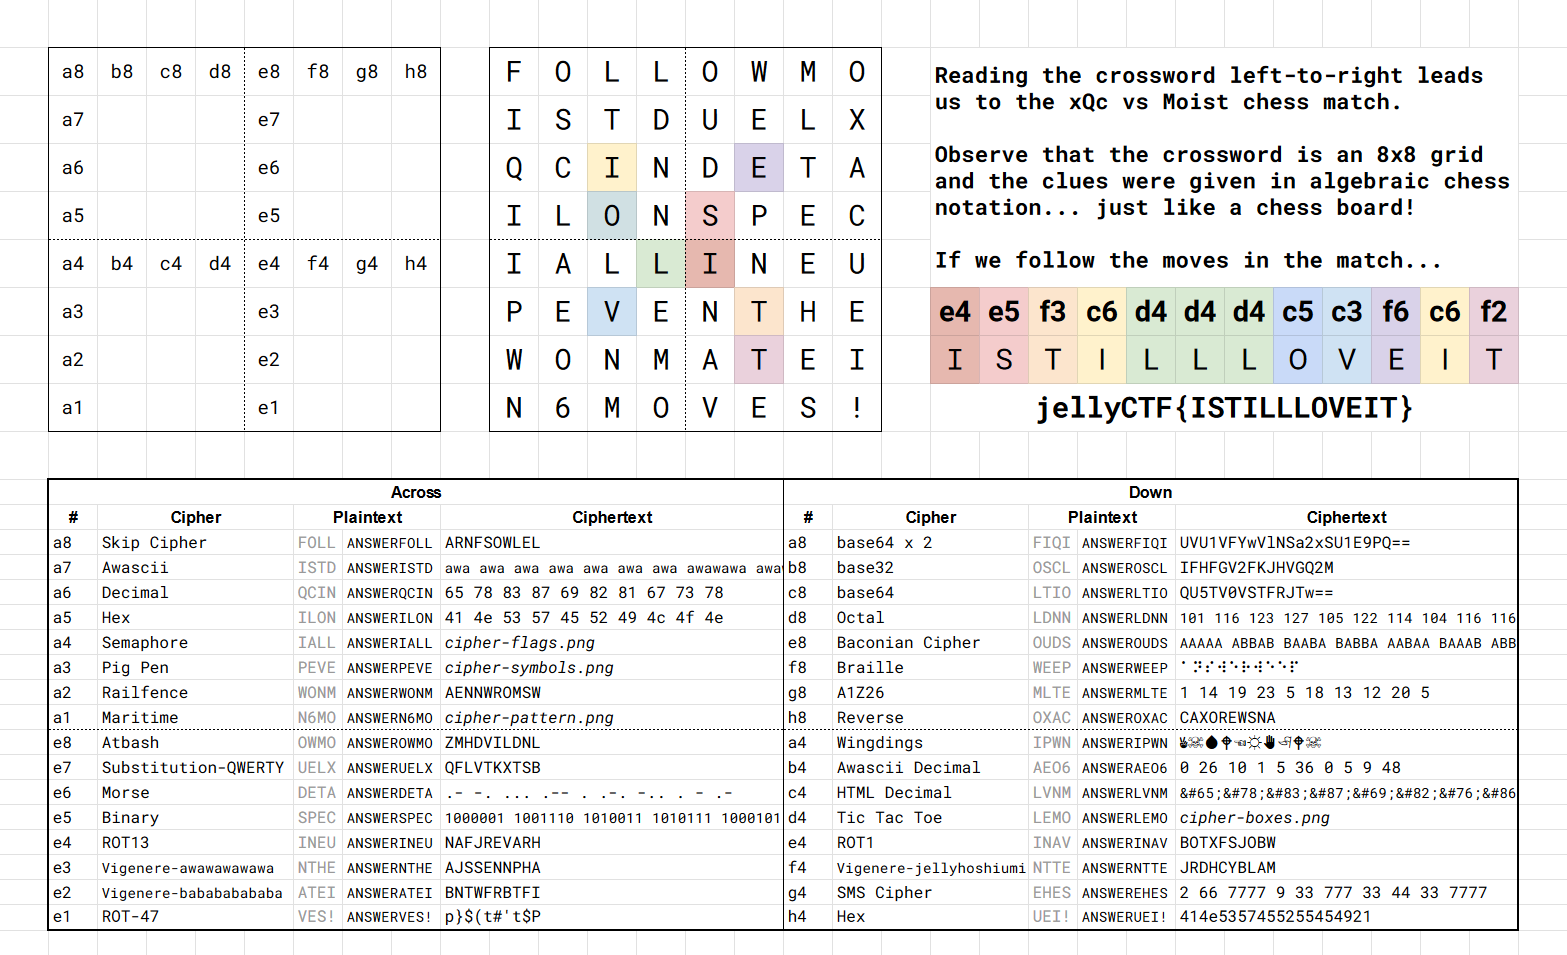 a8 b8 c8 d8 e8 f8 g8 h8
a7 e7
a6 e6
a5 e5
a4 b4 c4 d4 e4 f4 g4 h4
a3 e3
a2 e2
a1 e1
F O L L O W M O
I S T D U E L X
Q C I N D E T A
I L O N S P E C
I A L L I N E U
P E V E N T H E
W O N M A T E I
N 6 M O V E S !
Reading the crossword left-to-right leads
us to the xQc vs Moist chess match.
Observe that the crossword is an 8x8 grid
and the clues were given in algebraic chess
notation... just like a chess board!
If we follow the moves in the match...
e4 e5 f3 c6 d4 d4 d4 c5 c3 f6 c6 f2
I S T I L L L O V E I T
jellyCTF{ISTILLLOVEIT}
Across
# Cipher Plaintext Ciphertext
a8 Skip Cipher FOLL ANSWERFOLL ARNFSOWLEL
a7 Awascii ISTD ANSWERISTD awa awa awa awa awa awa awa awawawa awa
a6 Decimal QCIN ANSWERQCIN 65 78 83 87 69 82 81 67 73 78
a5 Hex ILON ANSWERILON 41 4e 53 57 45 52 49 4c 4f 4e
a4 Semaphore IALL ANSWERIALL cipher-flags.png
a3 Pig Pen PEVE ANSWERPEVE cipher-symbols.png
a2 Railfence WONM ANSWERWONM AENNWROMSW
a1 Maritime N6MO ANSWERN6MO cipher-pattern.png
e8 Atbash OWMO ANSWEROWMO ZMHDVILDNL
e7 Substitution-QWERTY UELX ANSWERUELX QFLVTKXTSB
e6 Morse DETA ANSWERDETA .- -. ... .-- . .-. -.. . - .-
e5 Binary SPEC ANSWERSPEC 1000001 1001110 1010011 1010111 1000101
e4 ROT13 INEU ANSWERINEU NAFJREVARH
e3 Vigenere-awawawawawa NTHE ANSWERNTHE AJSSENNPHA
e2 Vigenere-babababababa ATEI ANSWERATEI BNTWFRBTFI
e1 ROT-47 VES! ANSWERVES! p}$(t#'t$P
Down
# Cipher Plaintext Ciphertext
a8 base64 x 2 FIQI ANSWERFIQI UVU1VFYwVlNSa2xSU1E9PQ==
b8 base32 OSCL ANSWEROSCL IFHFGV2FKJHVGQ2M
c8 base64 LTIO ANSWERLTIO QU5TV0VSTFRJTw==
d8 Octal LDNN ANSWERLDNN 101 116 123 127 105 122 114 104 116 116
e8 Baconian Cipher OUDS ANSWEROUDS AAAAA ABBAB BAABA BABBA AABAA BAAAB ABB
f8 Braille WEEP ANSWERWEEP ⠁⠝⠎⠺⠑⠗⠺⠑⠑⠏
g8 A1Z26 MLTE ANSWERMLTE 1 14 19 23 5 18 13 12 20 5
h8 Reverse OXAC ANSWEROXAC CAXOREWSNA
a4 Wingdings IPWN ANSWERIPWN ✌☠💧🕈☜☼✋🏱🕈☠
b4 Awascii Decimal AEO6 ANSWERAEO6 0 26 10 1 5 36 0 5 9 48
c4 HTML Decimal LVNM ANSWERLVNM &#65;&#78;&#83;&#87;&#69;&#82;&#76;&#86
d4 Tic Tac Toe LEMO ANSWERLEMO cipher-boxes.png
e4 ROT1 INAV ANSWERINAV BOTXFSJOBW
f4 Vigenere-jellyhoshiumi NTTE ANSWERNTTE JRDHCYBLAM
g4 SMS Cipher EHES ANSWEREHES 2 66 7777 9 33 777 33 44 33 7777
h4 Hex UEI! ANSWERUEI! 414e5357455255454921